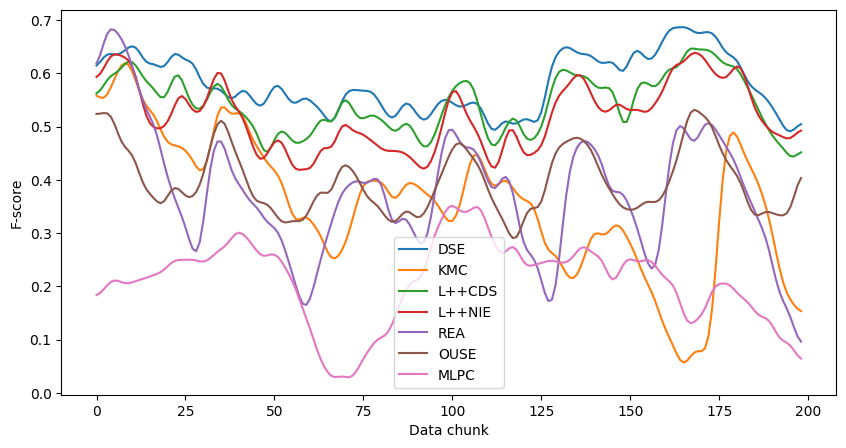 F-score
0.7
0.6
0.5
0.4
0.3
0.2
0.1
0.0
DSE
KMC
L++CDS
L++NIE
REA
OUSE
MLPC
0 25 50 75 100 125 150 175 200
Data chunk